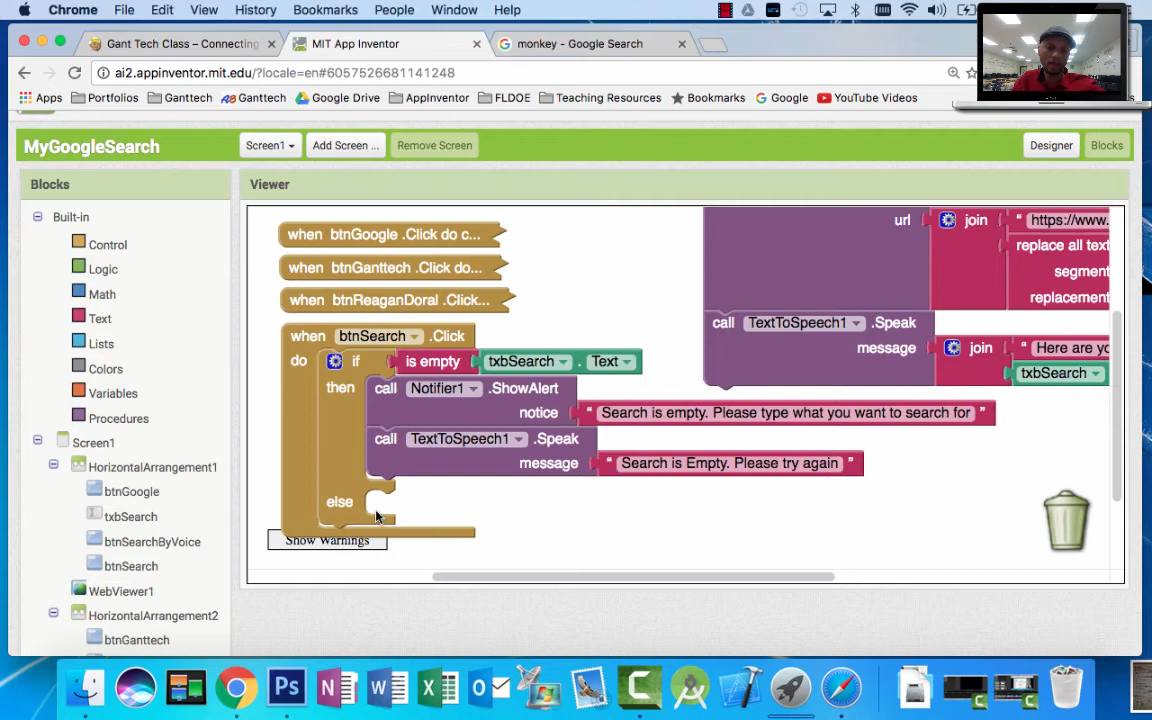 Chrome File Edit View History Bookmarks People Window Help
Gant Tech Class – Connecting
MIT App Inventor
monkey - Google Search
ai2.appinventor.mit.edu/?locale=en#6057526681141248
Apps Portfolios Ganttech Ganttech Google Drive AppInventor FLDOE Teaching Resources Bookmarks Google YouTube Videos
MyGoogleSearch Screen1 Add Screen ... Remove Screen Designer Blocks
Blocks
Viewer
Built-in
Control
Logic
Math
Text
Lists
Colors
Variables
Procedures
Screen1
HorizontalArrangement1
btnGoogle
txbSearch
btnSearchByVoice
btnSearch
WebViewer1
HorizontalArrangement2
btnGanttech
when btnGoogle .Click do c...
when btnGanttech .Click do...
when btnReaganDoral .Click...
when btnSearch .Click
do if is empty txbSearch . Text
then call Notifier1 .ShowAlert
notice " Search is empty. Please type what you want to search for "
call TextToSpeech1 .Speak
message " Search is Empty. Please try again "
else
Show Warnings
url join " https://www.
replace all text
segment
replacement
call TextToSpeech1 .Speak
message join " Here are
txbSearch